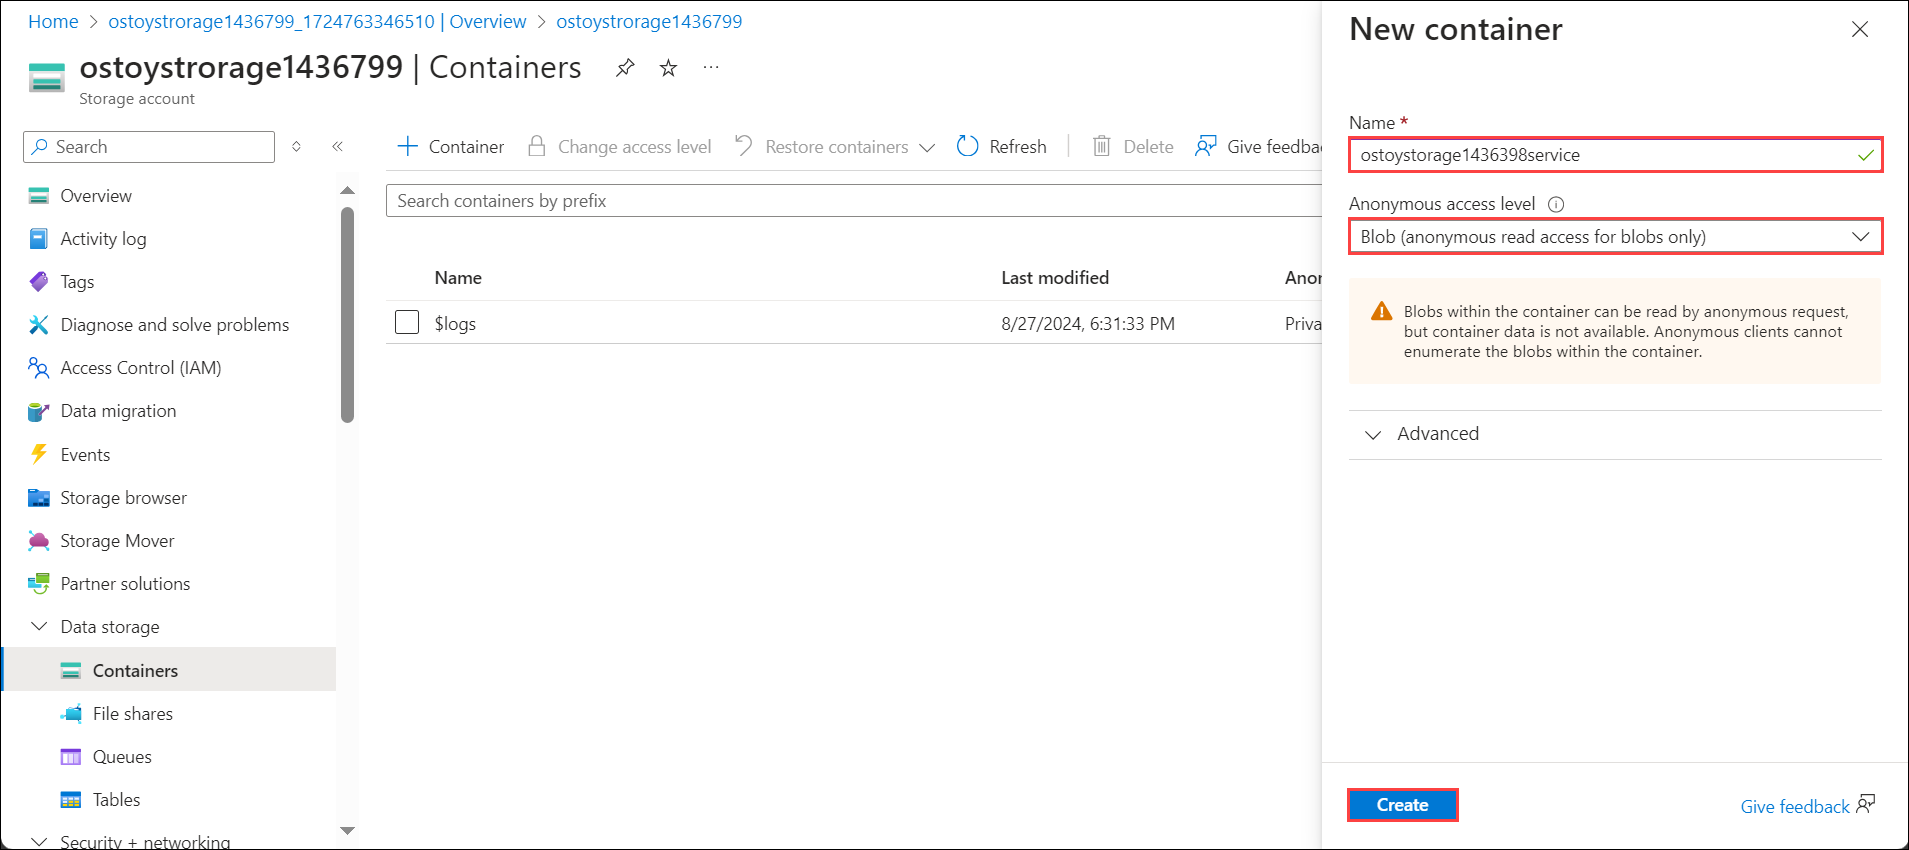 Home > ostoystrorage1436799_1724763346510 | Overview > ostoystrorage1436799
ostoystrorage1436799 | Containers
Storage account
Search
Overview
Activity log
Tags
Diagnose and solve problems
Access Control (IAM)
Data migration
Events
Storage browser
Storage Mover
Partner solutions
Data storage
Containers
File shares
Queues
Tables
Security + networking
Container Change access level Restore containers Refresh Delete Give feedba
Search containers by prefix
Name Last modified Anor
$logs 8/27/2024, 6:31:33 PM Priva
New container
Name *
ostoystorage1436398service
Anonymous access level
Blob (anonymous read access for blobs only)
Blobs within the container can be read by anonymous request,
but container data is not available. Anonymous clients cannot
enumerate the blobs within the container.
Advanced
Create Give feedback